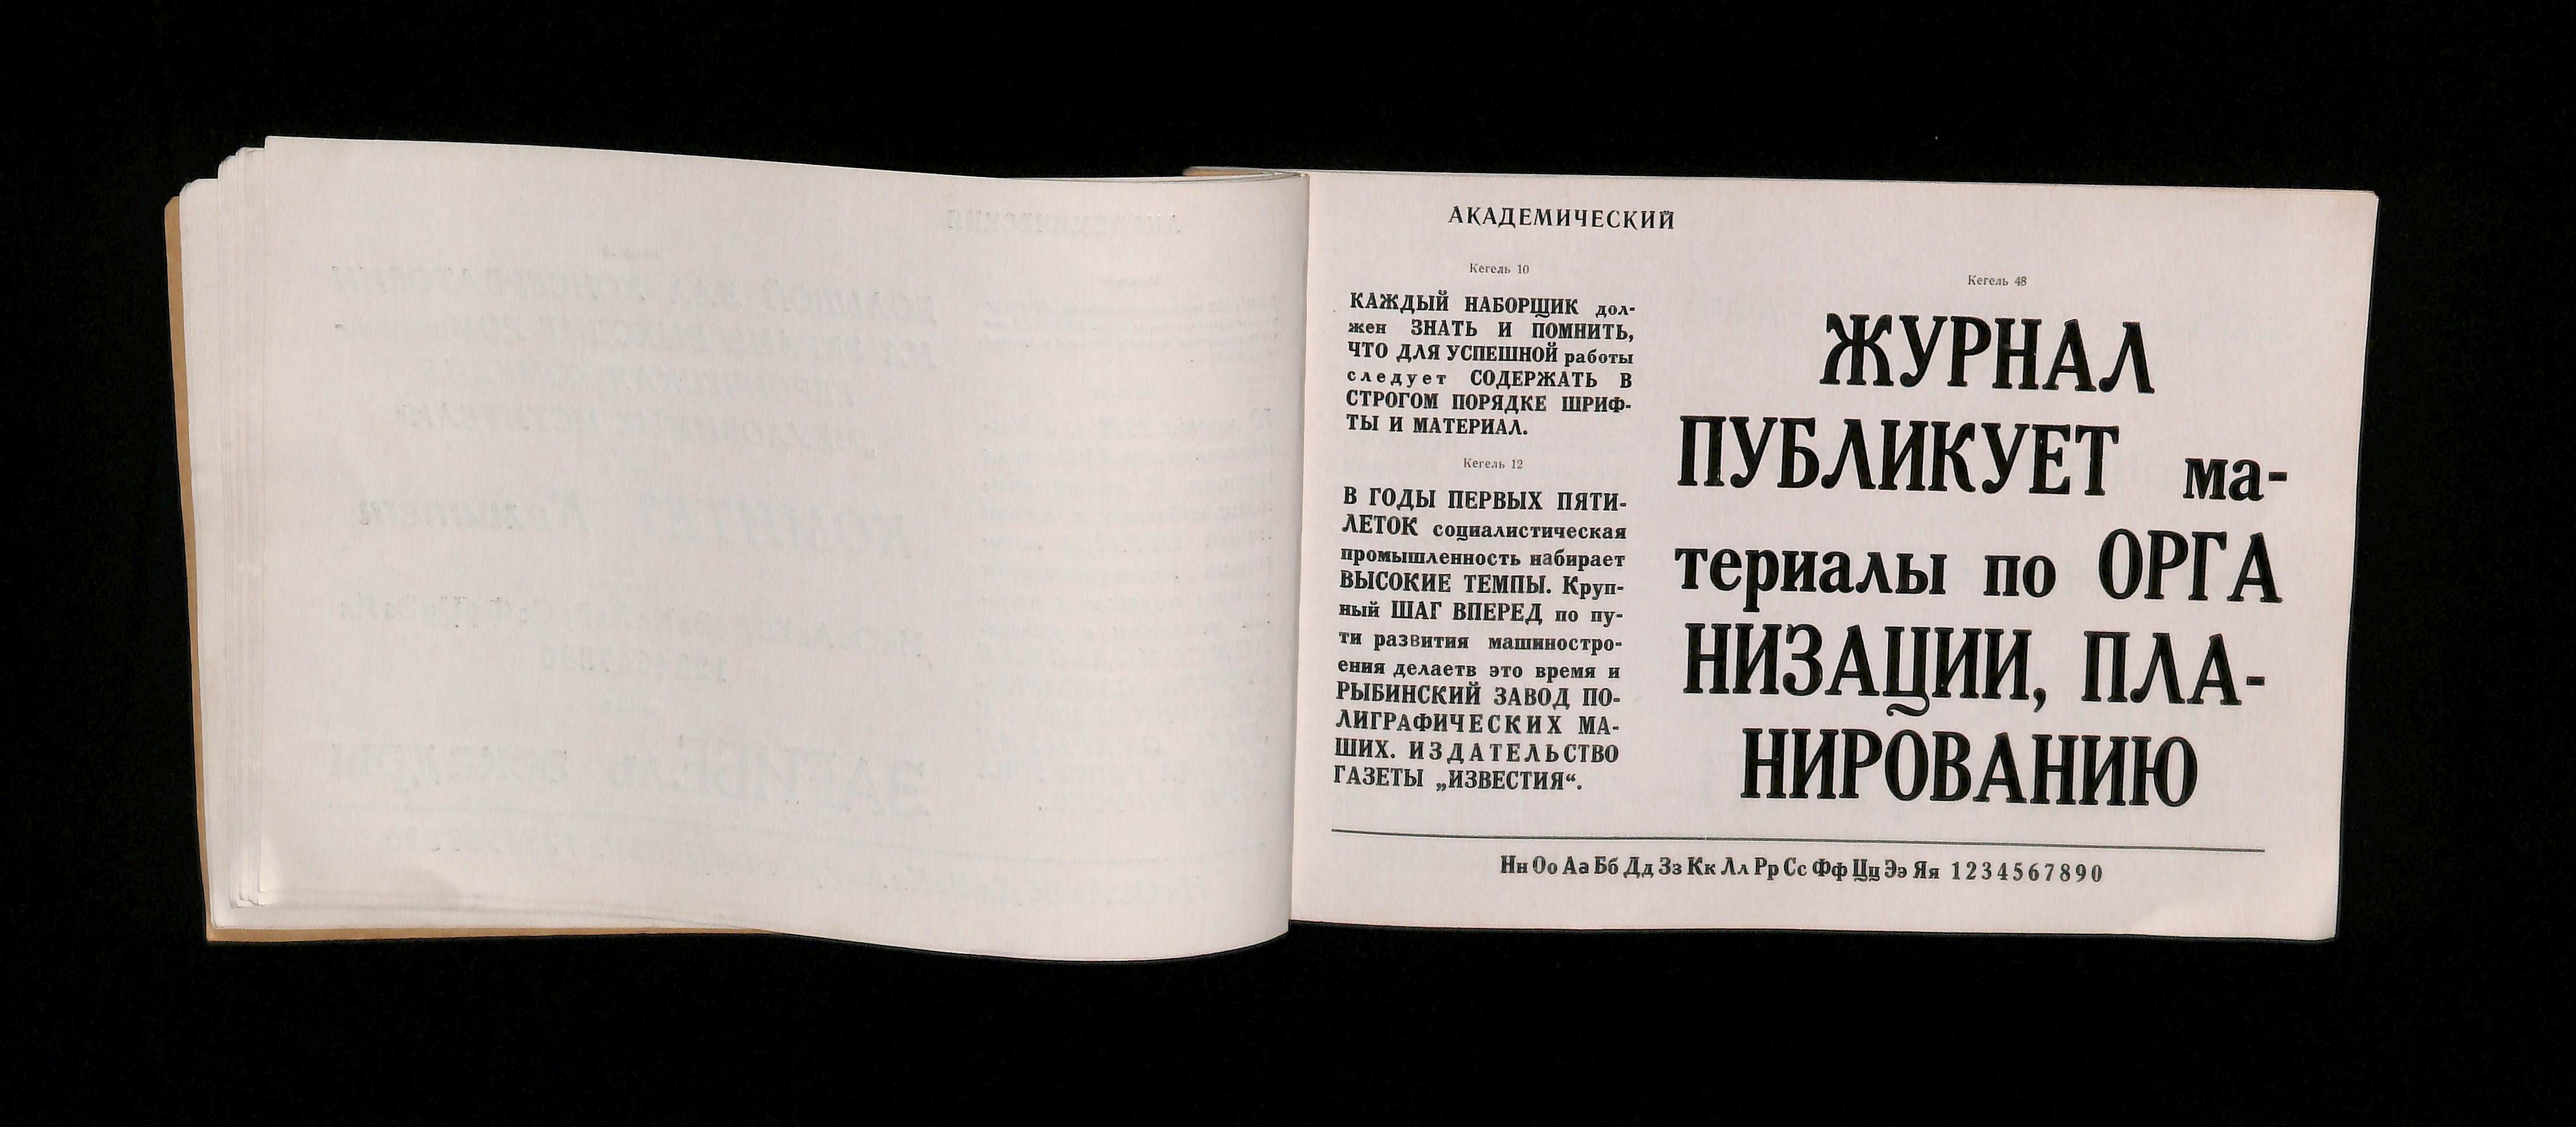 АКАДЕМИЧЕСКИЙ
Кегель 10
КАЖДЫЙ НАБОРЩИК дол-
жен ЗНАТЬ И ПОМНИТЬ,
ЧТО ДЛЯ УСПЕШНОЙ работы
следует СОДЕРЖАТЬ В
СТРОГОМ ПОРЯДКЕ ШРИФ-
ТЫ И МАТЕРИАЛ.
Кегель 12
В ГОДЫ ПЕРВЫХ ПЯТИ-
ЛЕТОК социалистическая
промышленность набирает
ВЫСОКИЕ ТЕМПЫ. Круп-
ный ШАГ ВПЕРЕД по пу-
ти развития машиностро-
ения делаетв это время и
РЫБИНСКИЙ ЗАВОД ПО-
ЛИГРАФИЧЕСКИХ МА-
ШИХ. ИЗДАТЕЛЬСТВО
ГАЗЕТЫ „ИЗВЕСТИЯ“.
Кегель 48
ЖУРНАЛ
ПУБЛИКУЕТ ма-
териалы по ОРГА
НИЗАЦИИ, ПЛА-
НИРОВАНИЮ
Нн Оо Аа Бб Дд Зз Кк Лл Рр Сс Фф Цц Ээ Яя 1234567890